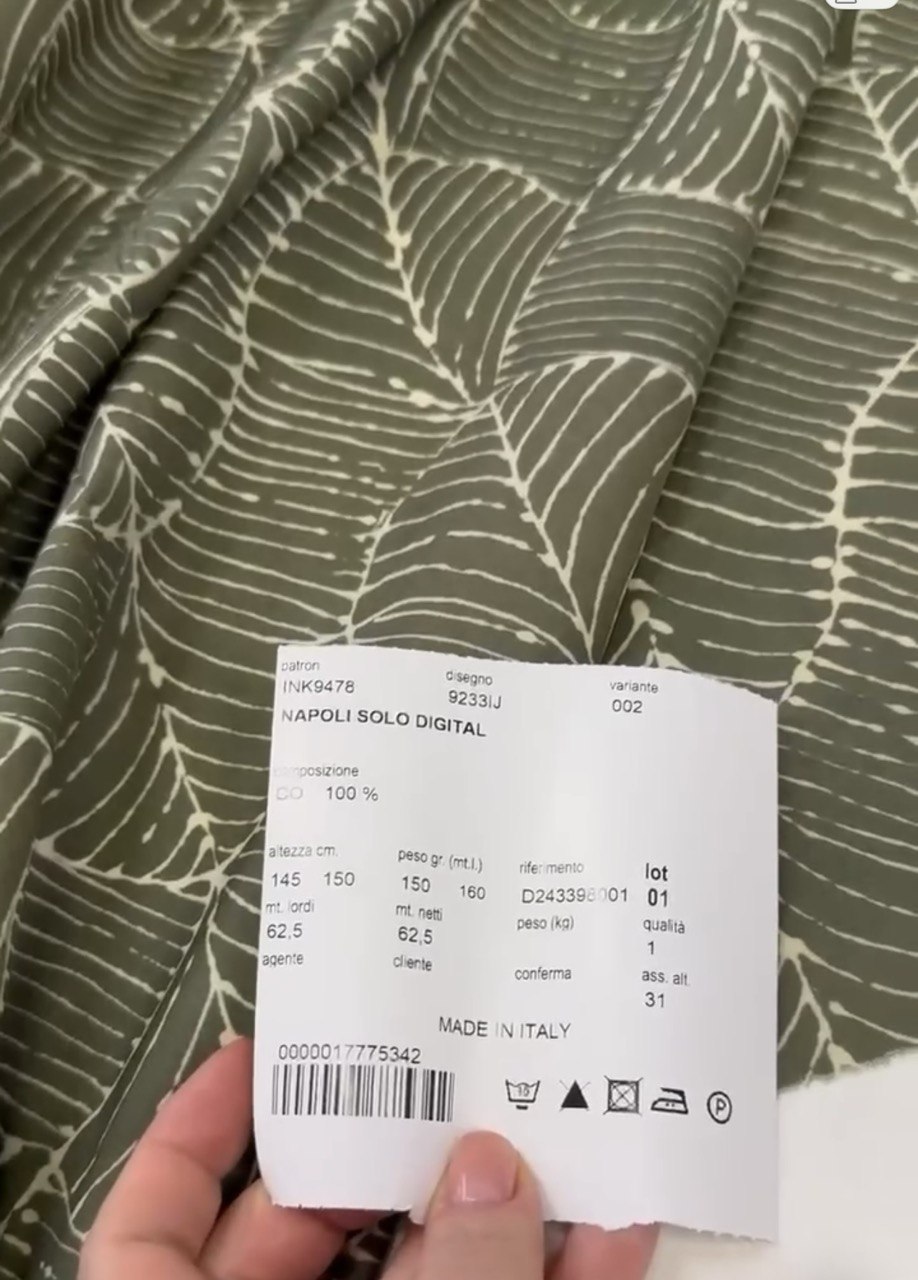 patron disegno variante
INK9478 9233IJ 002
NAPOLI SOLO DIGITAL
composizione
CO 100 %
altezza cm. peso gr. (mt.l.) riferimento lot
145 150 150 160 D243398001 01
mt. lordi mt. netti peso (kg) qualità
62,5 62,5 1
agente cliente conferma ass. alt.
31
MADE IN ITALY
0000017775342
P